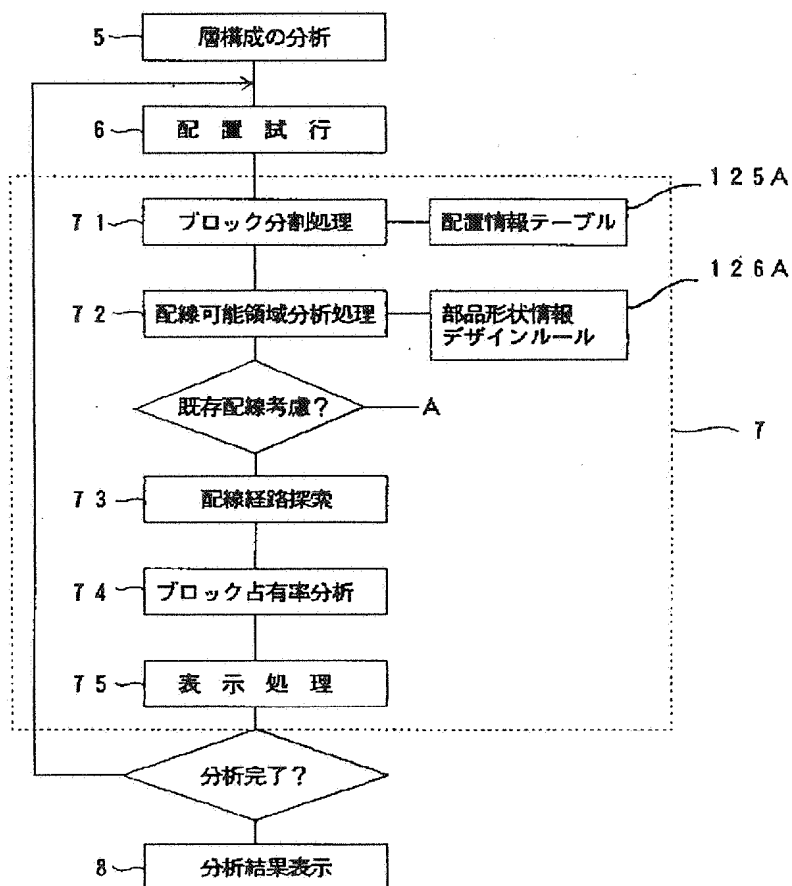 5
層構成の分析
6
配置試行
125A
71
ブロック分割処理
配置情報テーブル
126A
72
配線可能領域分析処理
部品形状情報
デザインルール
既存配線考慮?
A
7
73
配線経路探索
74
ブロック占有率分析
75
表示処理
分析完了?
8
分析結果表示